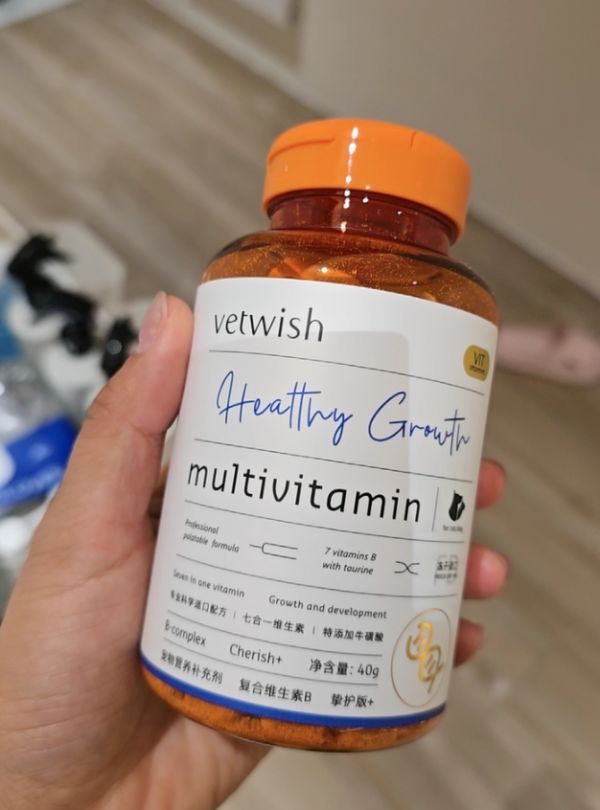 vetwish
VIT
Healthy Growth
multivitamin
Professional
palatable formula
7 vitamins B
with taurine
Seven in one vitamin
Growth and development
专业科学适口配方 | 七合一维生素 | 特添加牛磺酸
B-complex
Cherish+
净含量: 40g
宠物营养补充剂
复合维生素B
挚护版+